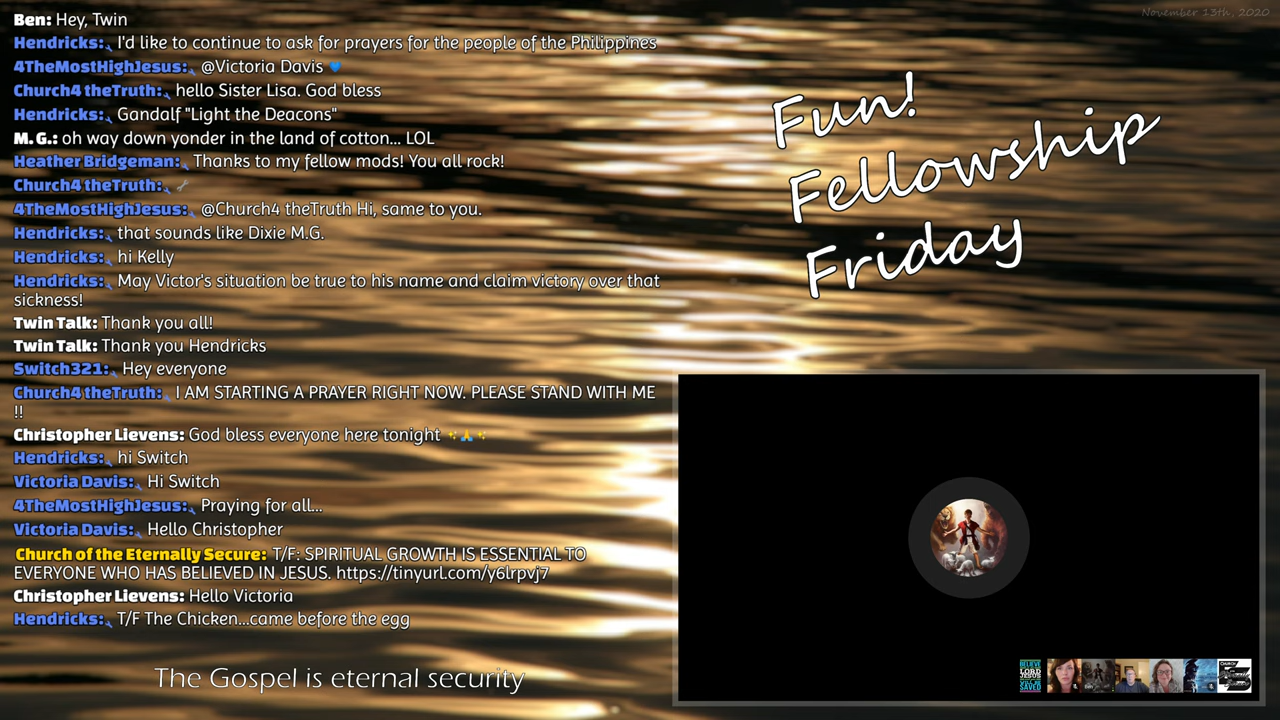 Ben: Hey, Twin
Hendricks: I'd like to continue to ask for prayers for the people of the Philippines
4TheMostHighJesus: @Victoria Davis 💙
Church4 theTruth: hello Sister Lisa. God bless
Hendricks: Gandalf "Light the Deacons"
M. G.: oh way down yonder in the land of cotton... LOL
Heather Bridgeman: Thanks to my fellow mods! You all rock!
Church4 theTruth:
4TheMostHighJesus: @Church4 theTruth Hi, same to you.
Hendricks: that sounds like Dixie M.G.
Hendricks: hi Kelly
Hendricks: May Victor's situation be true to his name and claim victory over that
sickness!
Twin Talk: Thank you all!
Twin Talk: Thank you Hendricks
Switch321: Hey everyone
Church4 theTruth: I AM STARTING A PRAYER RIGHT NOW. PLEASE STAND WITH ME
!!
Christopher Lievens: God bless everyone here tonight ✨🙏✨
Hendricks: hi Switch
Victoria Davis: Hi Switch
4TheMostHighJesus: Praying for all...
Victoria Davis: Hello Christopher
Church of the Eternally Secure: T/F: SPIRITUAL GROWTH IS ESSENTIAL TO
EVERYONE WHO HAS BELIEVED IN JESUS. https://tinyurl.com/y6lrpvj7
Christopher Lievens: Hello Victoria
Hendricks: T/F The Chicken...came before the egg
The Gospel is eternal security
November 13th, 2020
Fun!
Fellowship
Friday
BELIEVE
LORD
JESUS
SAVED
CHURCH